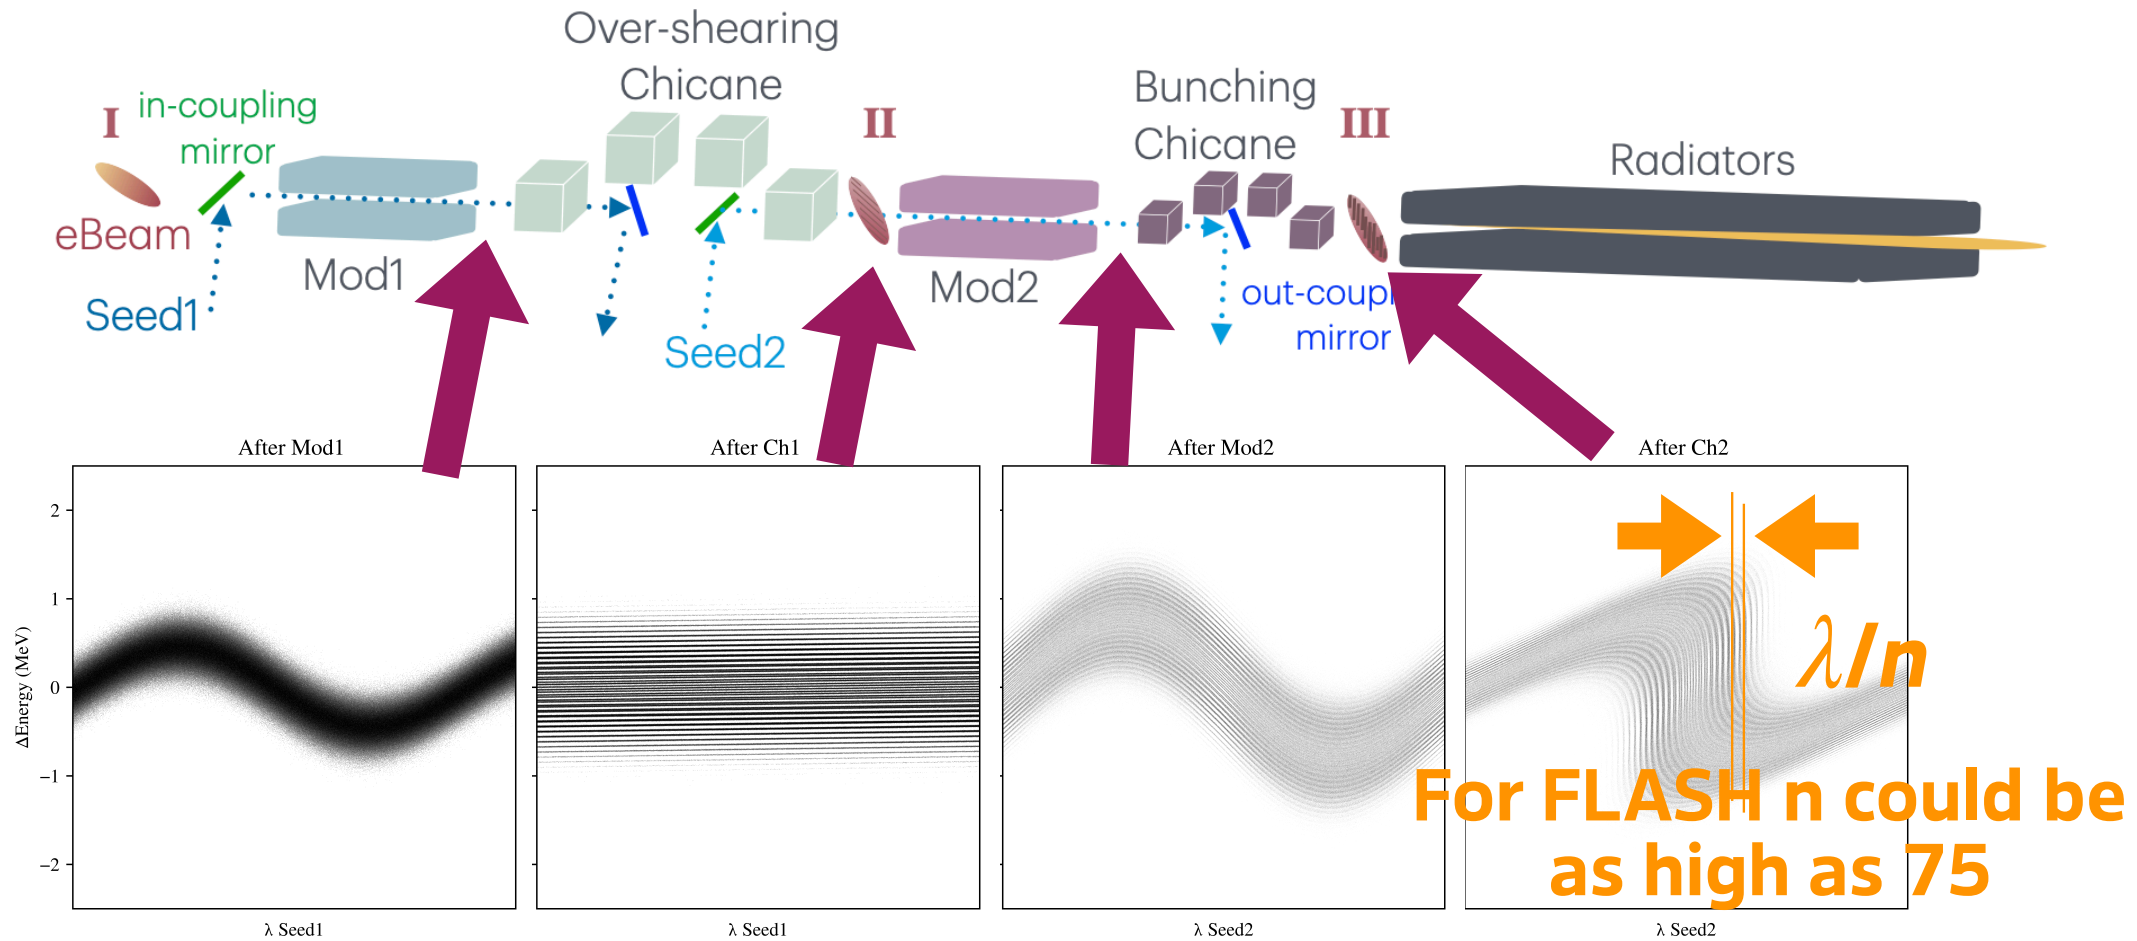 Over-shearing
Chicane
I
in-coupling
mirror
II
Bunching
Chicane
III
Radiators
eBeam
Seed1
Mod1
Seed2
Mod2
out-coupl
mirror
After Mod1
After Ch1
After Mod2
After Ch2
ΔEnergy (MeV)
2
1
0
−1
−2
λ/n
For FLASH n could be
as high as 75
λ Seed1
λ Seed1
λ Seed2
λ Seed2